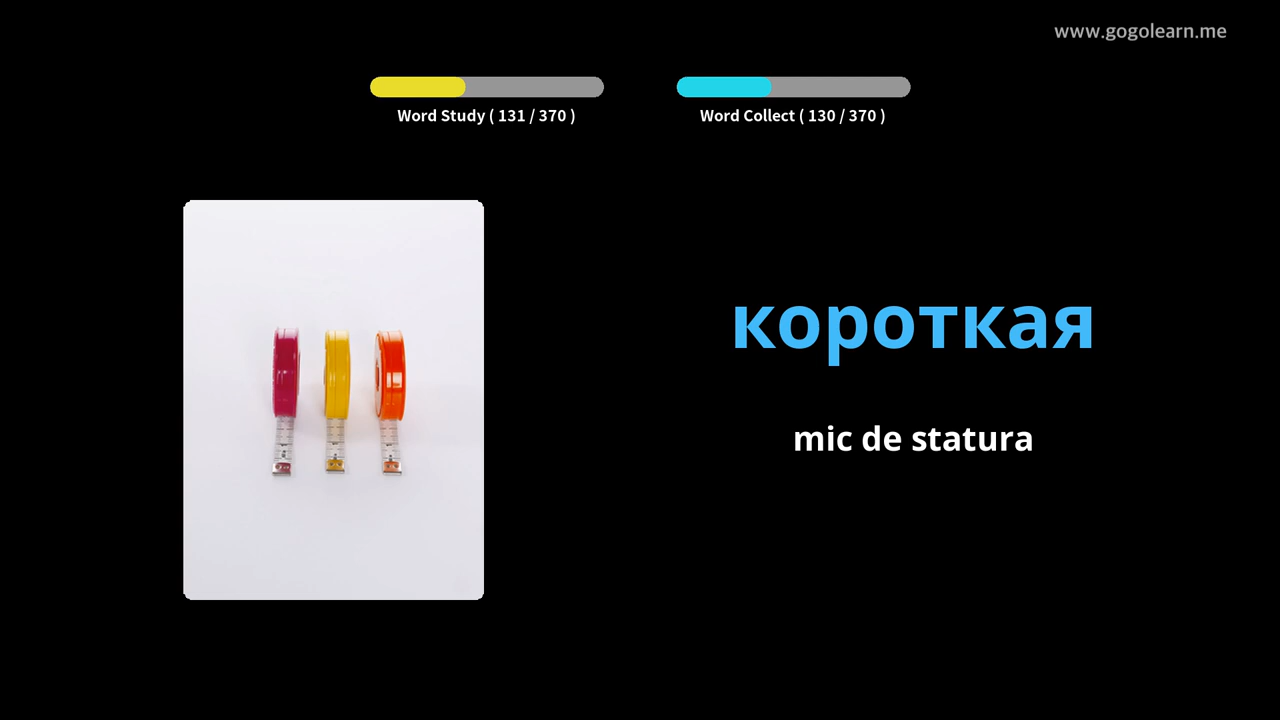 www.gogolearn.me
Word Study ( 131 / 370 )
Word Collect ( 130 / 370 )
короткая
mic de statura